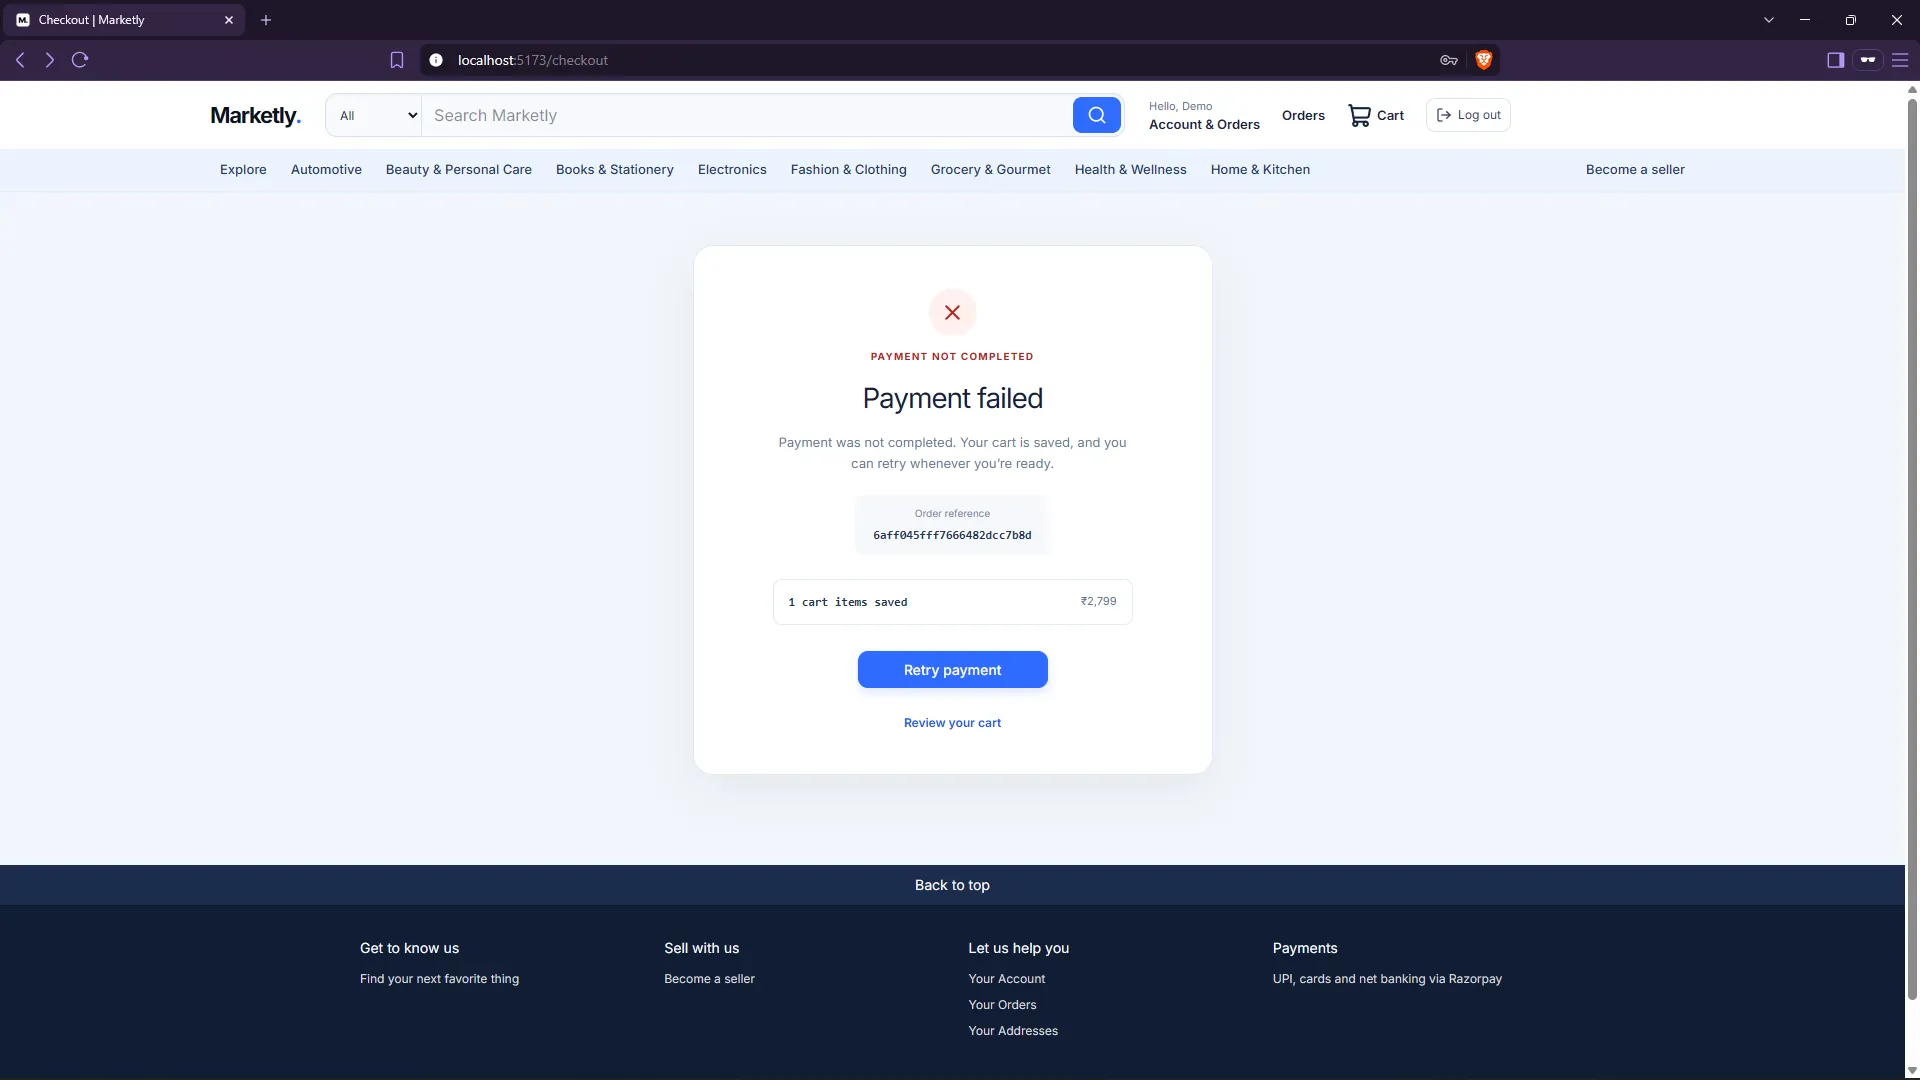 Checkout | Marketly
localhost:5173/checkout
Marketly.
All
Search Marketly
Hello, Demo
Account & Orders
Orders
Cart
Log out
Explore
Automotive
Beauty & Personal Care
Books & Stationery
Electronics
Fashion & Clothing
Grocery & Gourmet
Health & Wellness
Home & Kitchen
Become a seller
PAYMENT NOT COMPLETED
Payment failed
Payment was not completed. Your cart is saved, and you
can retry whenever you're ready.
Order reference
6aff045fff7666482dcc7b8d
1 cart items saved
₹2,799
Retry payment
Review your cart
Back to top
Get to know us
Find your next favorite thing
Sell with us
Become a seller
Let us help you
Your Account
Your Orders
Your Addresses
Payments
UPI, cards and net banking via Razorpay